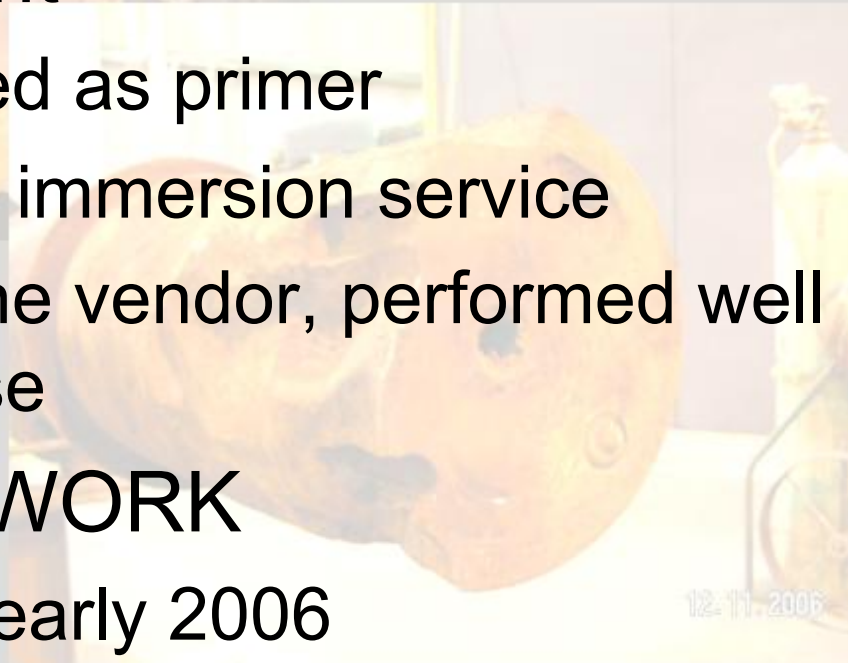 ed as primer
immersion service
ne vendor, performed well
se
WORK
early 2006
12.11.2006